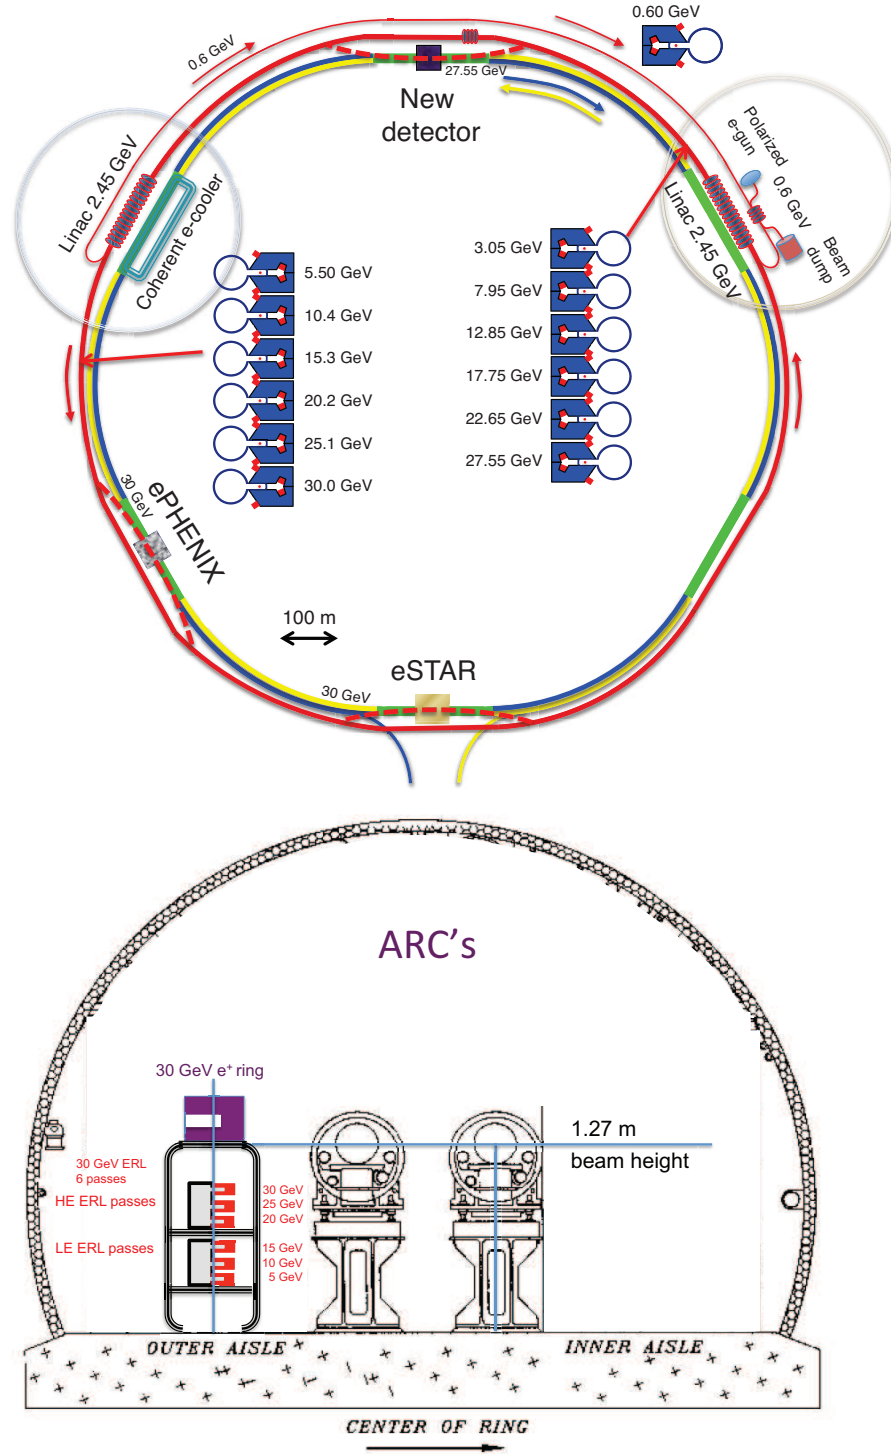 0.60 GeV
0.6 GeV
27.55 GeV
New
detector
Linac 2.45 GeV
Coherent e-cooler
Polarized
e-gun
0.6 GeV
Beam
dump
Linac 2.45 GeV
5.50 GeV
10.4 GeV
15.3 GeV
20.2 GeV
25.1 GeV
30.0 GeV
3.05 GeV
7.95 GeV
12.85 GeV
17.75 GeV
22.65 GeV
27.55 GeV
30 GeV
ePHENIX
100 m
eSTAR
30 GeV
ARC's
30 GeV e⁺ ring
1.27 m
beam height
30 GeV ERL
6 passes
HE ERL passes
30 GeV
25 GeV
20 GeV
LE ERL passes
15 GeV
10 GeV
5 GeV
OUTER AISLE
INNER AISLE
CENTER OF RING